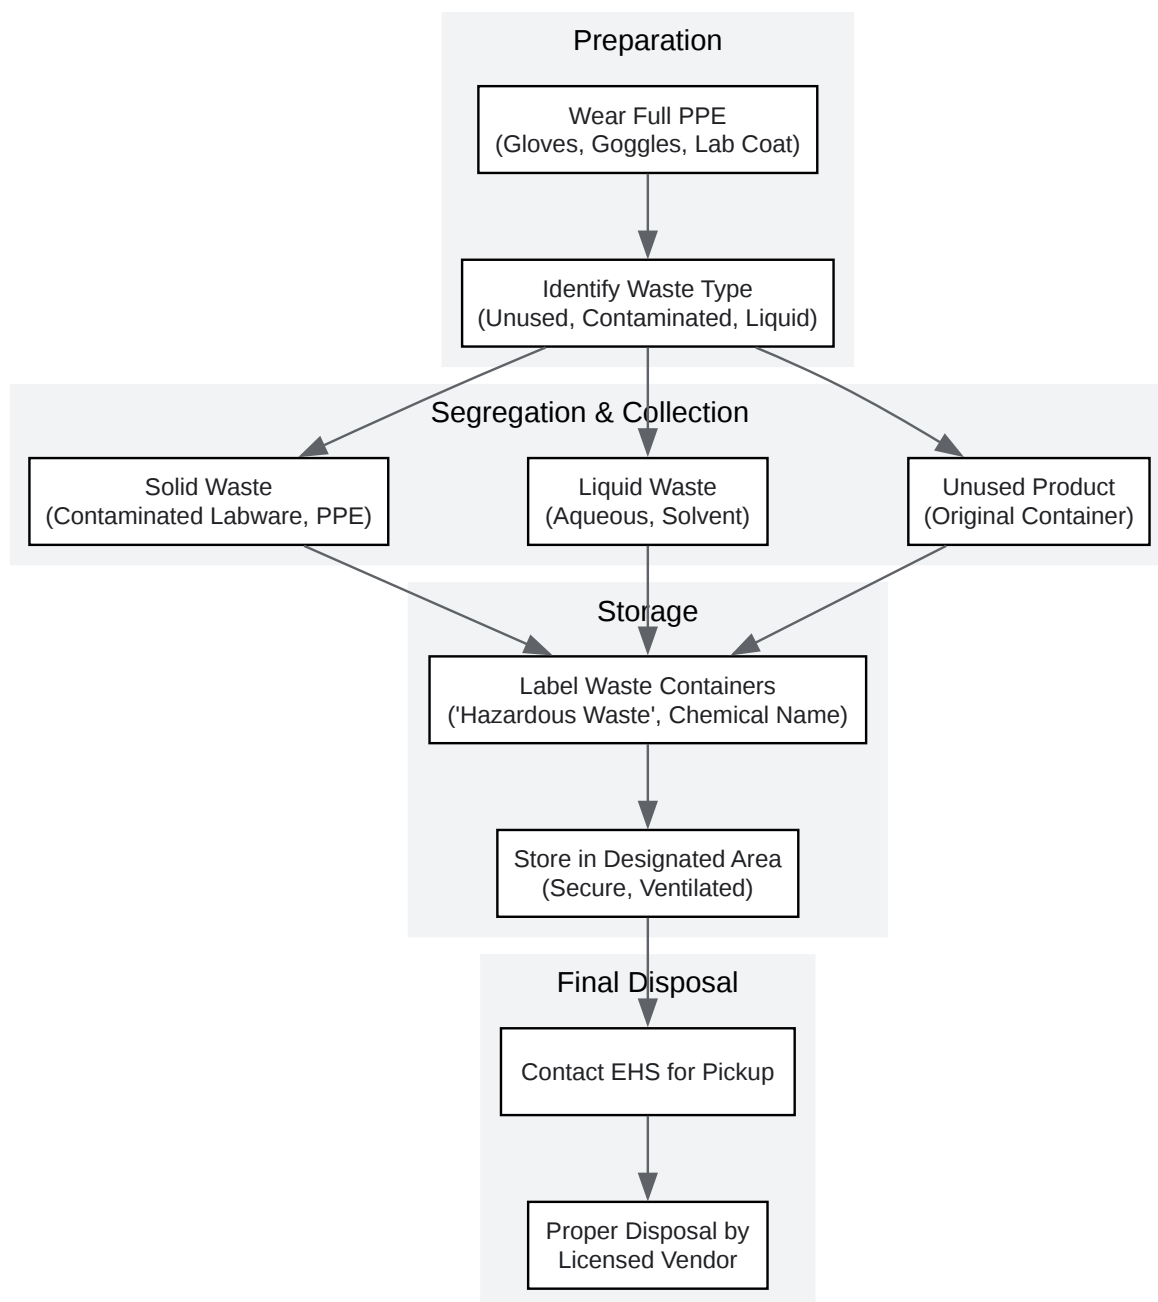 Preparation
Wear Full PPE
(Gloves, Goggles, Lab Coat)
Identify Waste Type
(Unused, Contaminated, Liquid)
Segregation & Collection
Solid Waste
(Contaminated Labware, PPE)
Liquid Waste
(Aqueous, Solvent)
Unused Product
(Original Container)
Storage
Label Waste Containers
('Hazardous Waste', Chemical Name)
Store in Designated Area
(Secure, Ventilated)
Final Disposal
Contact EHS for Pickup
Proper Disposal by
Licensed Vendor